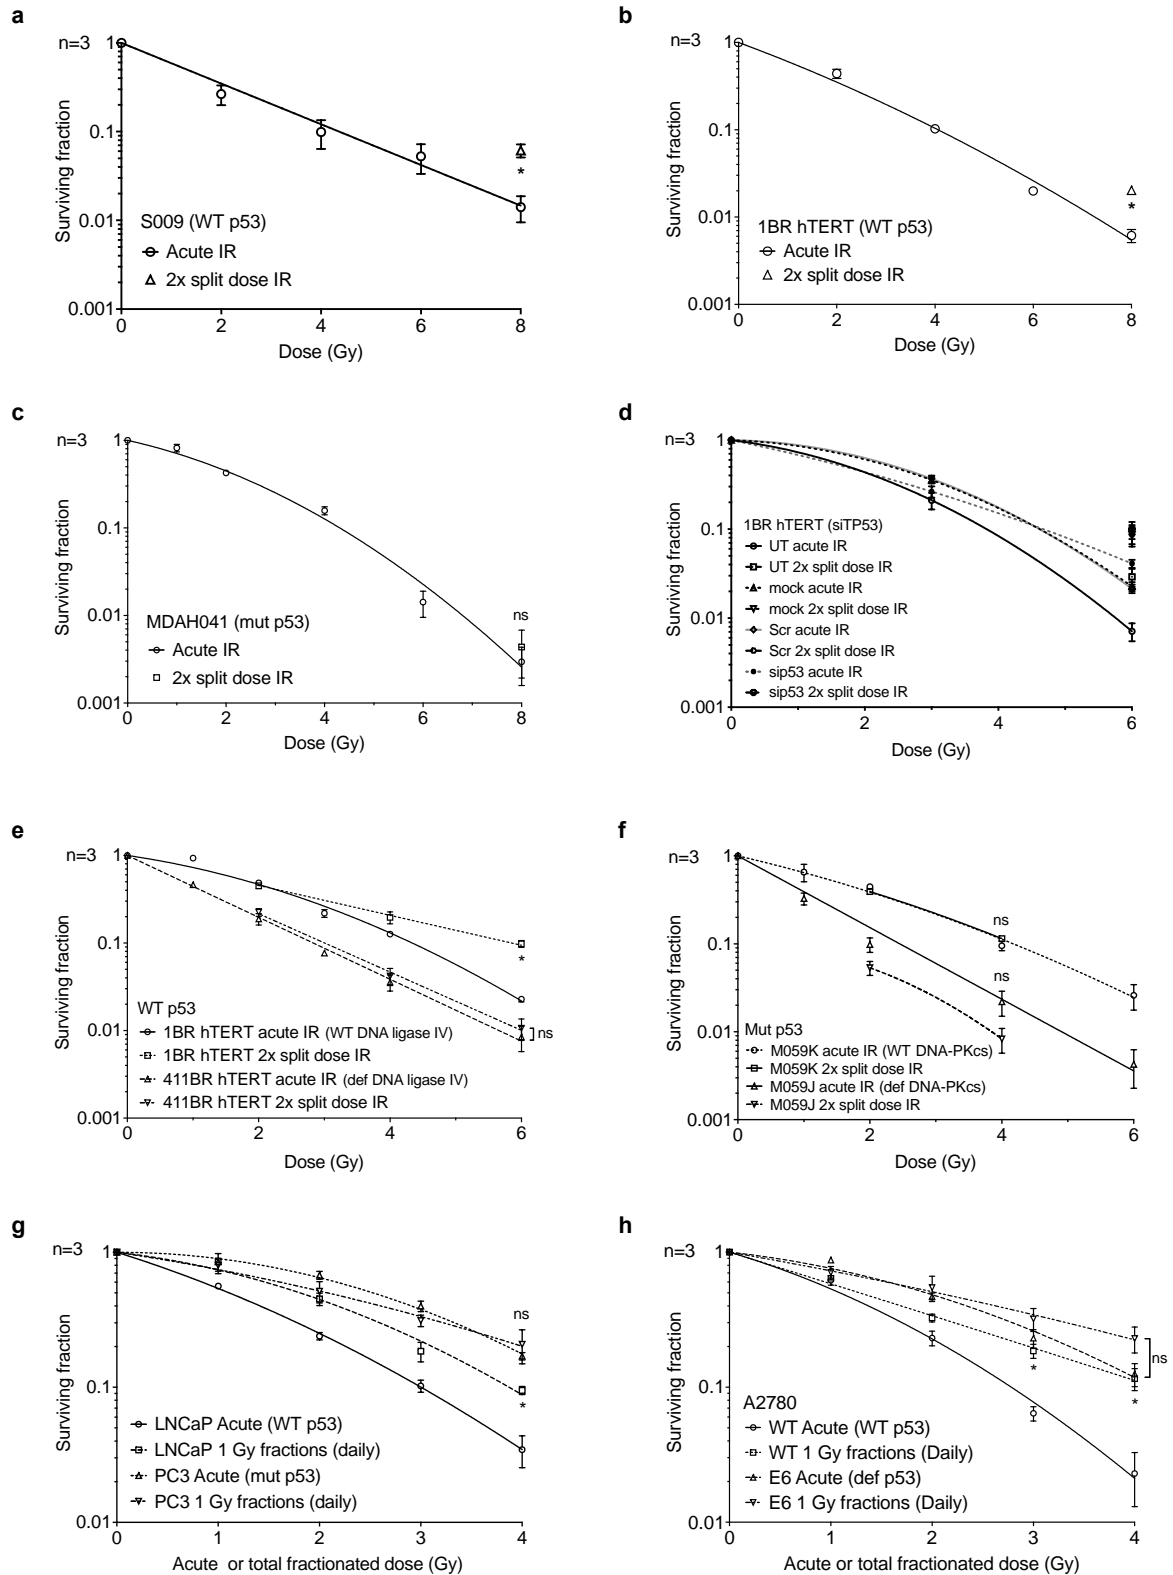 a
n=3
1
0.1
0.01
0.001
Surviving fraction
S009 (WT p53)
Acute IR
2x split dose IR
*
0 2 4 6 8
Dose (Gy)
b
n=3
1
0.1
0.01
0.001
Surviving fraction
1BR hTERT (WT p53)
Acute IR
2x split dose IR
*
0 2 4 6 8
Dose (Gy)
c
n=3
1
0.1
0.01
0.001
Surviving fraction
MDAH041 (mut p53)
Acute IR
2x split dose IR
ns
0 2 4 6 8
Dose (Gy)
d
n=3
1
0.1
0.01
0.001
Surviving fraction
1BR hTERT (siTP53)
UT acute IR
UT 2x split dose IR
mock acute IR
mock 2x split dose IR
Scr acute IR
Scr 2x split dose IR
sip53 acute IR
sip53 2x split dose IR
0 2 4 6
Dose (Gy)
e
n=3
1
0.1
0.01
0.001
Surviving fraction
WT p53
1BR hTERT acute IR (WT DNA ligase IV)
1BR hTERT 2x split dose IR
411BR hTERT acute IR (def DNA ligase IV)
411BR hTERT 2x split dose IR
*
ns
0 2 4 6
Dose (Gy)
f
n=3
1
0.1
0.01
0.001
Surviving fraction
ns
ns
Mut p53
M059K acute IR (WT DNA-PKcs)
M059K 2x split dose IR
M059J acute IR (def DNA-PKcs)
M059J 2x split dose IR
0 2 4 6
Dose (Gy)
g
n=3
1
0.1
0.01
Surviving fraction
ns
*
LNCaP Acute (WT p53)
LNCaP 1 Gy fractions (daily)
PC3 Acute (mut p53)
PC3 1 Gy fractions (daily)
0 1 2 3 4
Acute or total fractionated dose (Gy)
h
n=3
1
0.1
0.01
Surviving fraction
ns
* *
A2780
WT Acute (WT p53)
WT 1 Gy fractions (Daily)
E6 Acute (def p53)
E6 1 Gy fractions (Daily)
0 1 2 3 4
Acute or total fractionated dose (Gy)